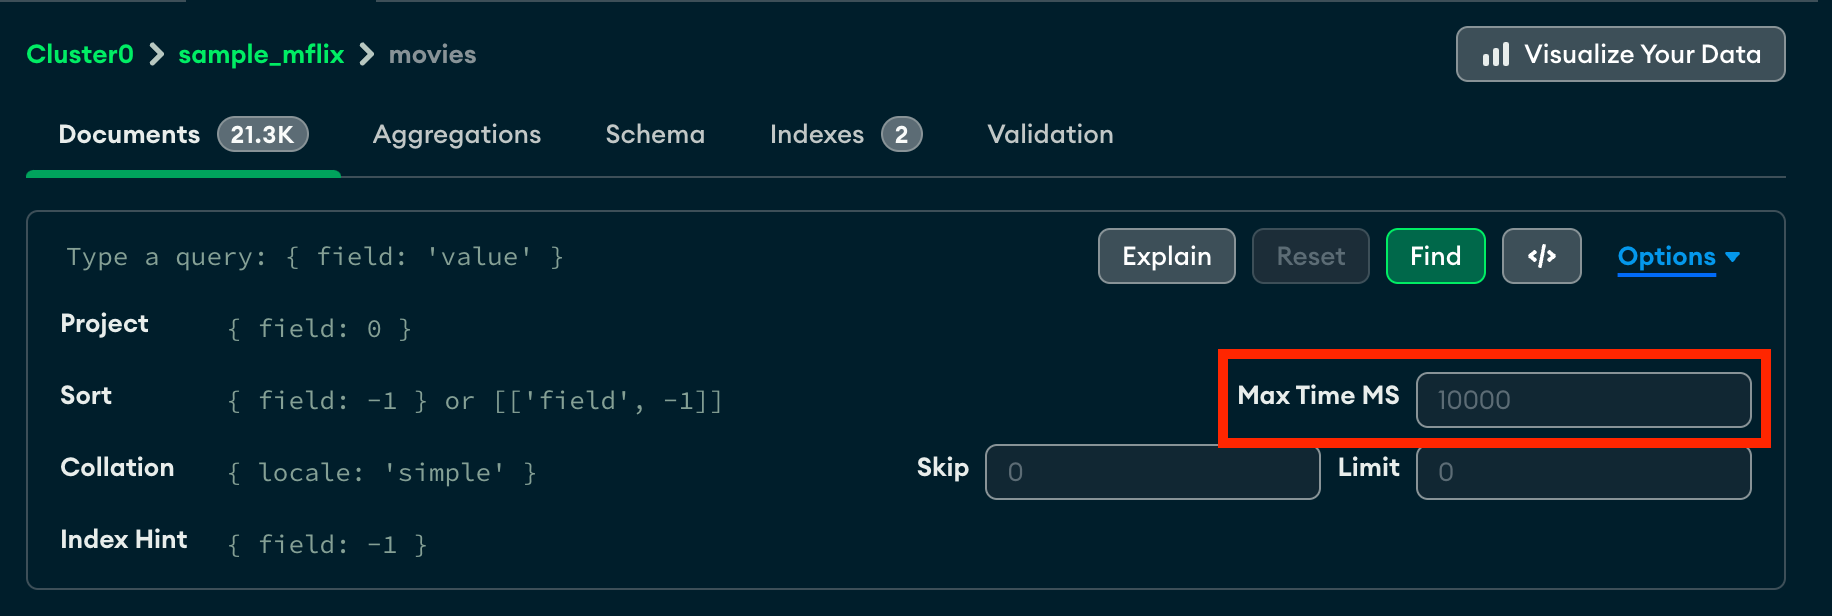 Cluster0 > sample_mflix > movies
Visualize Your Data
Documents 21.3K Aggregations Schema Indexes 2 Validation
Type a query: { field: 'value' }
Explain Reset Find </> Options
Project { field: 0 }
Sort { field: -1 } or [['field', -1]]
Max Time MS 10000
Collation { locale: 'simple' }
Skip 0 Limit 0
Index Hint { field: -1 }